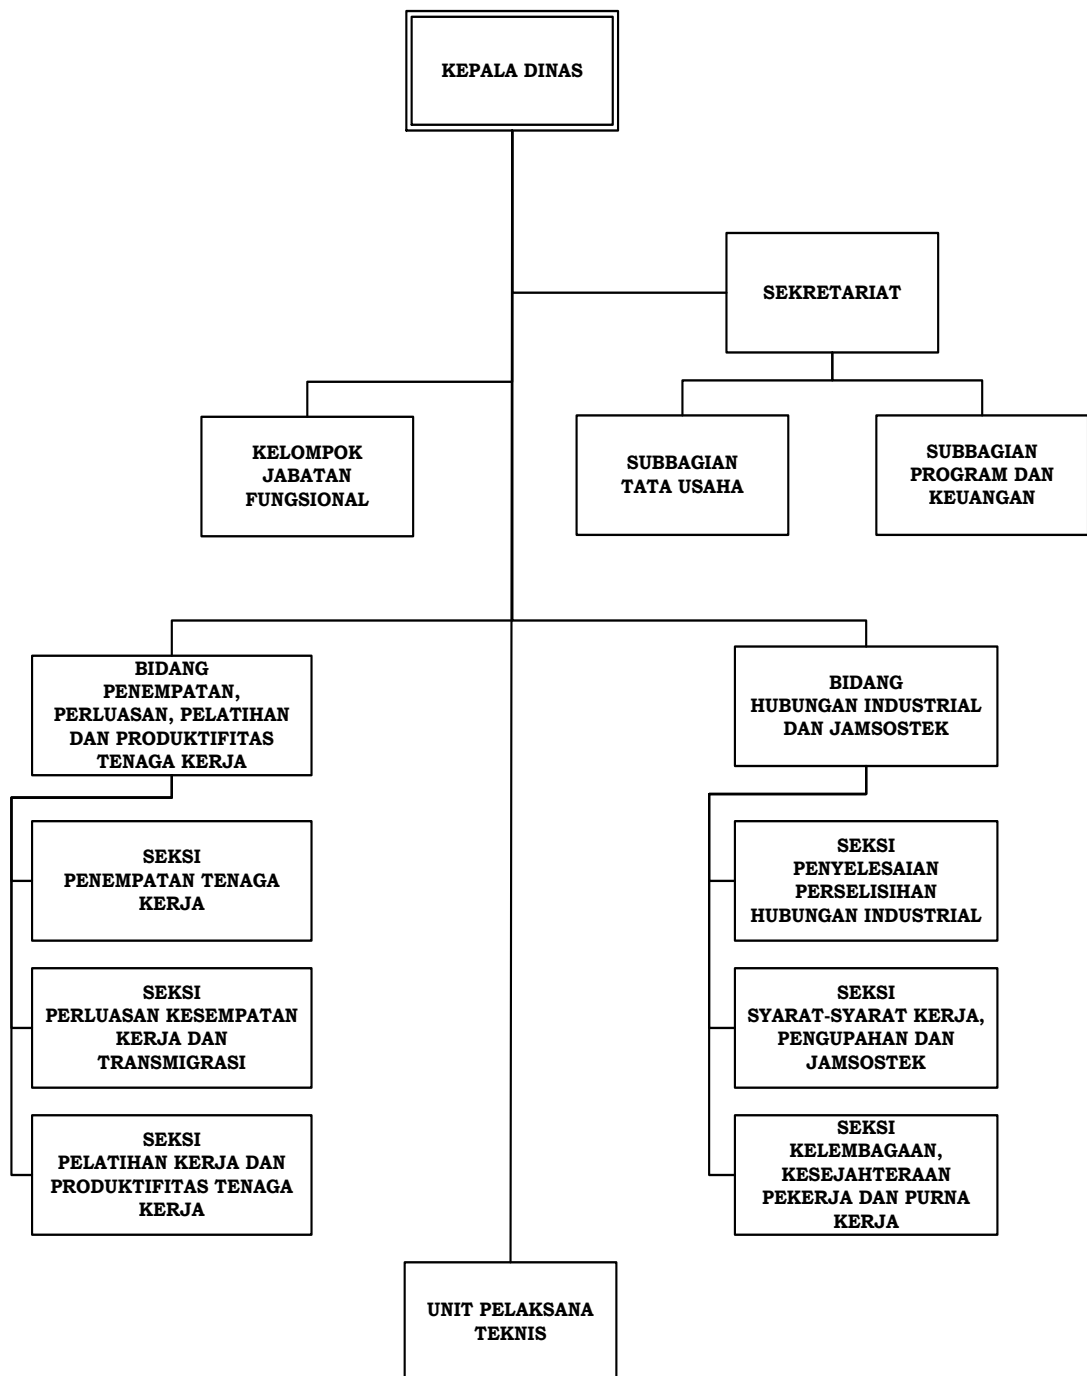 KEPALA DINAS
SEKRETARIAT
KELOMPOK
JABATAN
FUNGSIONAL
SUBBAGIAN
TATA USAHA
SUBBAGIAN
PROGRAM DAN
KEUANGAN
BIDANG
PENEMPATAN,
PERLUASAN, PELATIHAN
DAN PRODUKTIFITAS
TENAGA KERJA
SEKSI
PENEMPATAN TENAGA
KERJA
SEKSI
PERLUASAN KESEMPATAN
KERJA DAN
TRANSMIGRASI
SEKSI
PELATIHAN KERJA DAN
PRODUKTIFITAS TENAGA
KERJA
BIDANG
HUBUNGAN INDUSTRIAL
DAN JAMSOSTEK
SEKSI
PENYELESAIAN
PERSELISIHAN
HUBUNGAN INDUSTRIAL
SEKSI
SYARAT-SYARAT KERJA,
PENGUPAHAN DAN
JAMSOSTEK
SEKSI
KELEMBAGAAN,
KESEJAHTERAAN
PEKERJA DAN PURNA
KERJA
UNIT PELAKSANA
TEKNIS